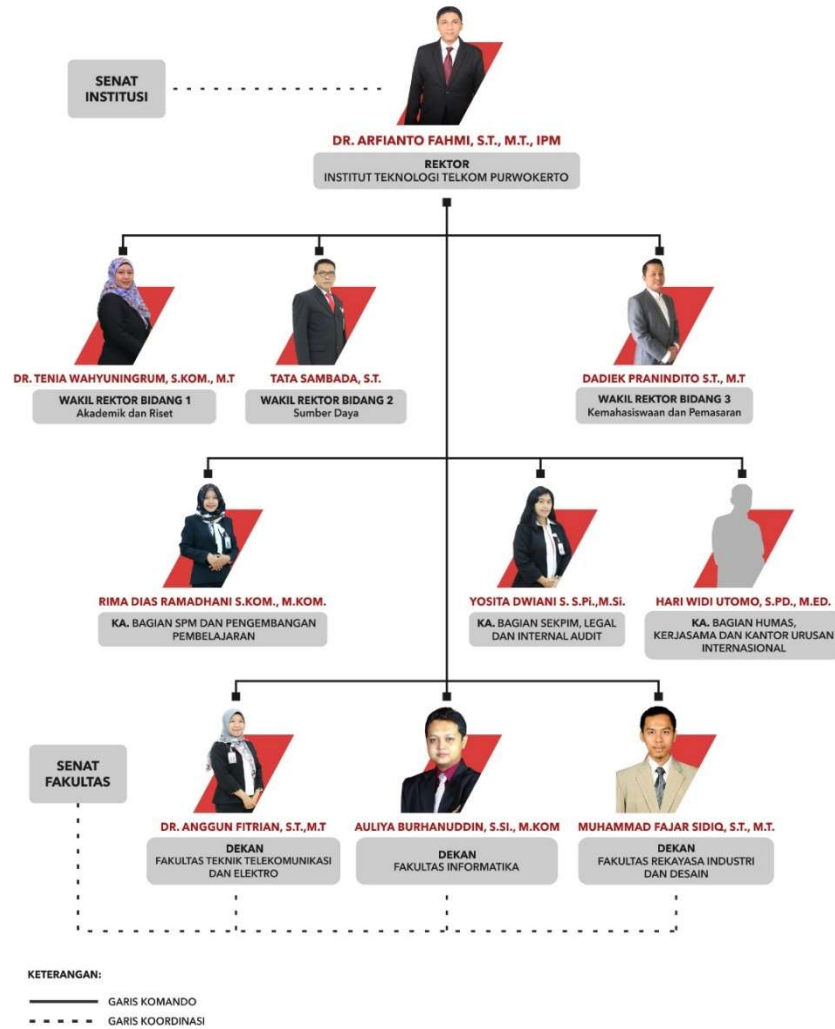 SENAT
INSTITUSI
DR. ARFIANTO FAHMI, S.T., M.T., IPM
REKTOR
INSTITUT TEKNOLOGI TELKOM PURWOKERTO
DR. TENIA WAHYUNINGRUM, S.KOM., M.T
WAKIL REKTOR BIDANG 1
Akademik dan Riset
TATA SAMBADA, S.T.
WAKIL REKTOR BIDANG 2
Sumber Daya
DADIEK PRANINDITO S.T., M.T
WAKIL REKTOR BIDANG 3
Kemahasiswaan dan Pemasaran
RIMA DIAS RAMADHANI S.KOM., M.KOM.
KA. BAGIAN SPM DAN PENGEMBANGAN
PEMBELAJARAN
YOSITA DWIANI S. S.Pi.,M.Si.
KA. BAGIAN SEKPIM, LEGAL
DAN INTERNAL AUDIT
HARI WIDI UTOMO, S.PD., M.ED.
KA. BAGIAN HUMAS,
KERJASAMA DAN KANTOR URUSAN
INTERNASIONAL
SENAT
FAKULTAS
DR. ANGGUN FITRIAN, S.T.,M.T
DEKAN
FAKULTAS TEKNIK TELEKOMUNIKASI
DAN ELEKTRO
AULIYA BURHANUDDIN, S.SI., M.KOM
DEKAN
FAKULTAS INFORMATIKA
MUHAMMAD FAJAR SIDIQ, S.T., M.T.
DEKAN
FAKULTAS REKAYASA INDUSTRI
DAN DESAIN
KETERANGAN:
GARIS KOMANDO
GARIS KOORDINASI